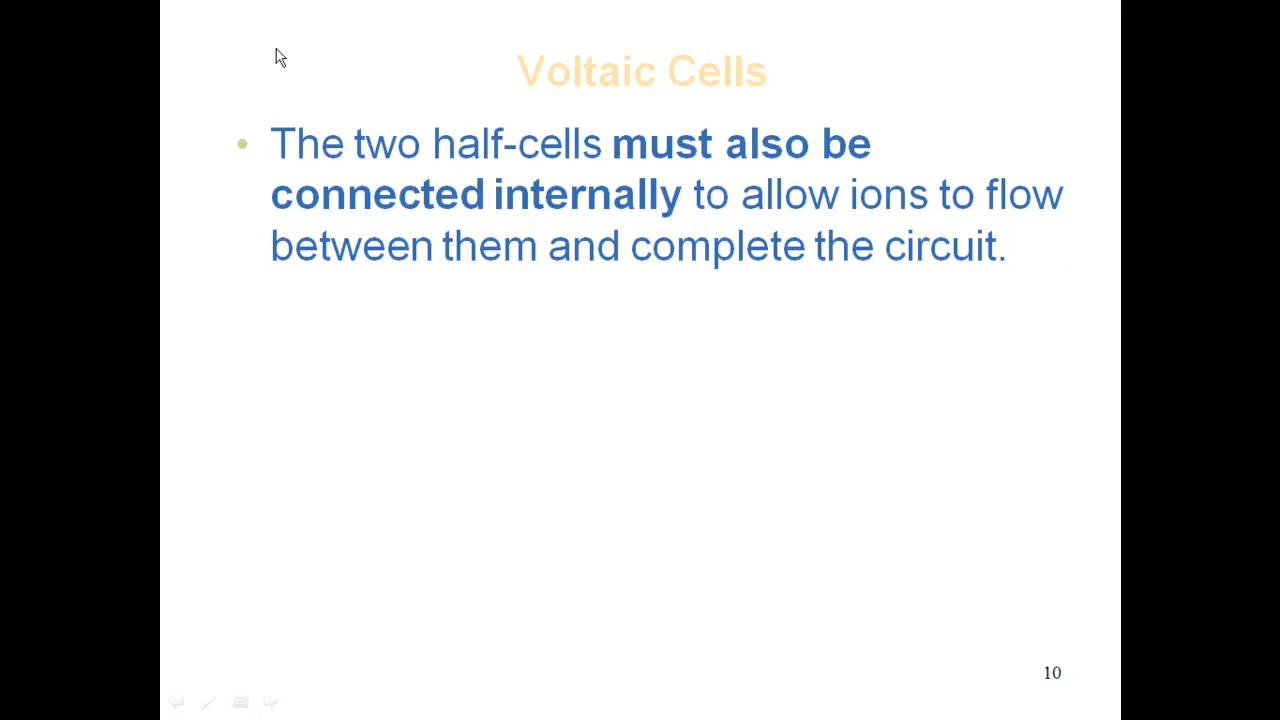 Voltaic Cells
• The two half-cells must also be
connected internally to allow ions to flow
between them and complete the circuit.
10